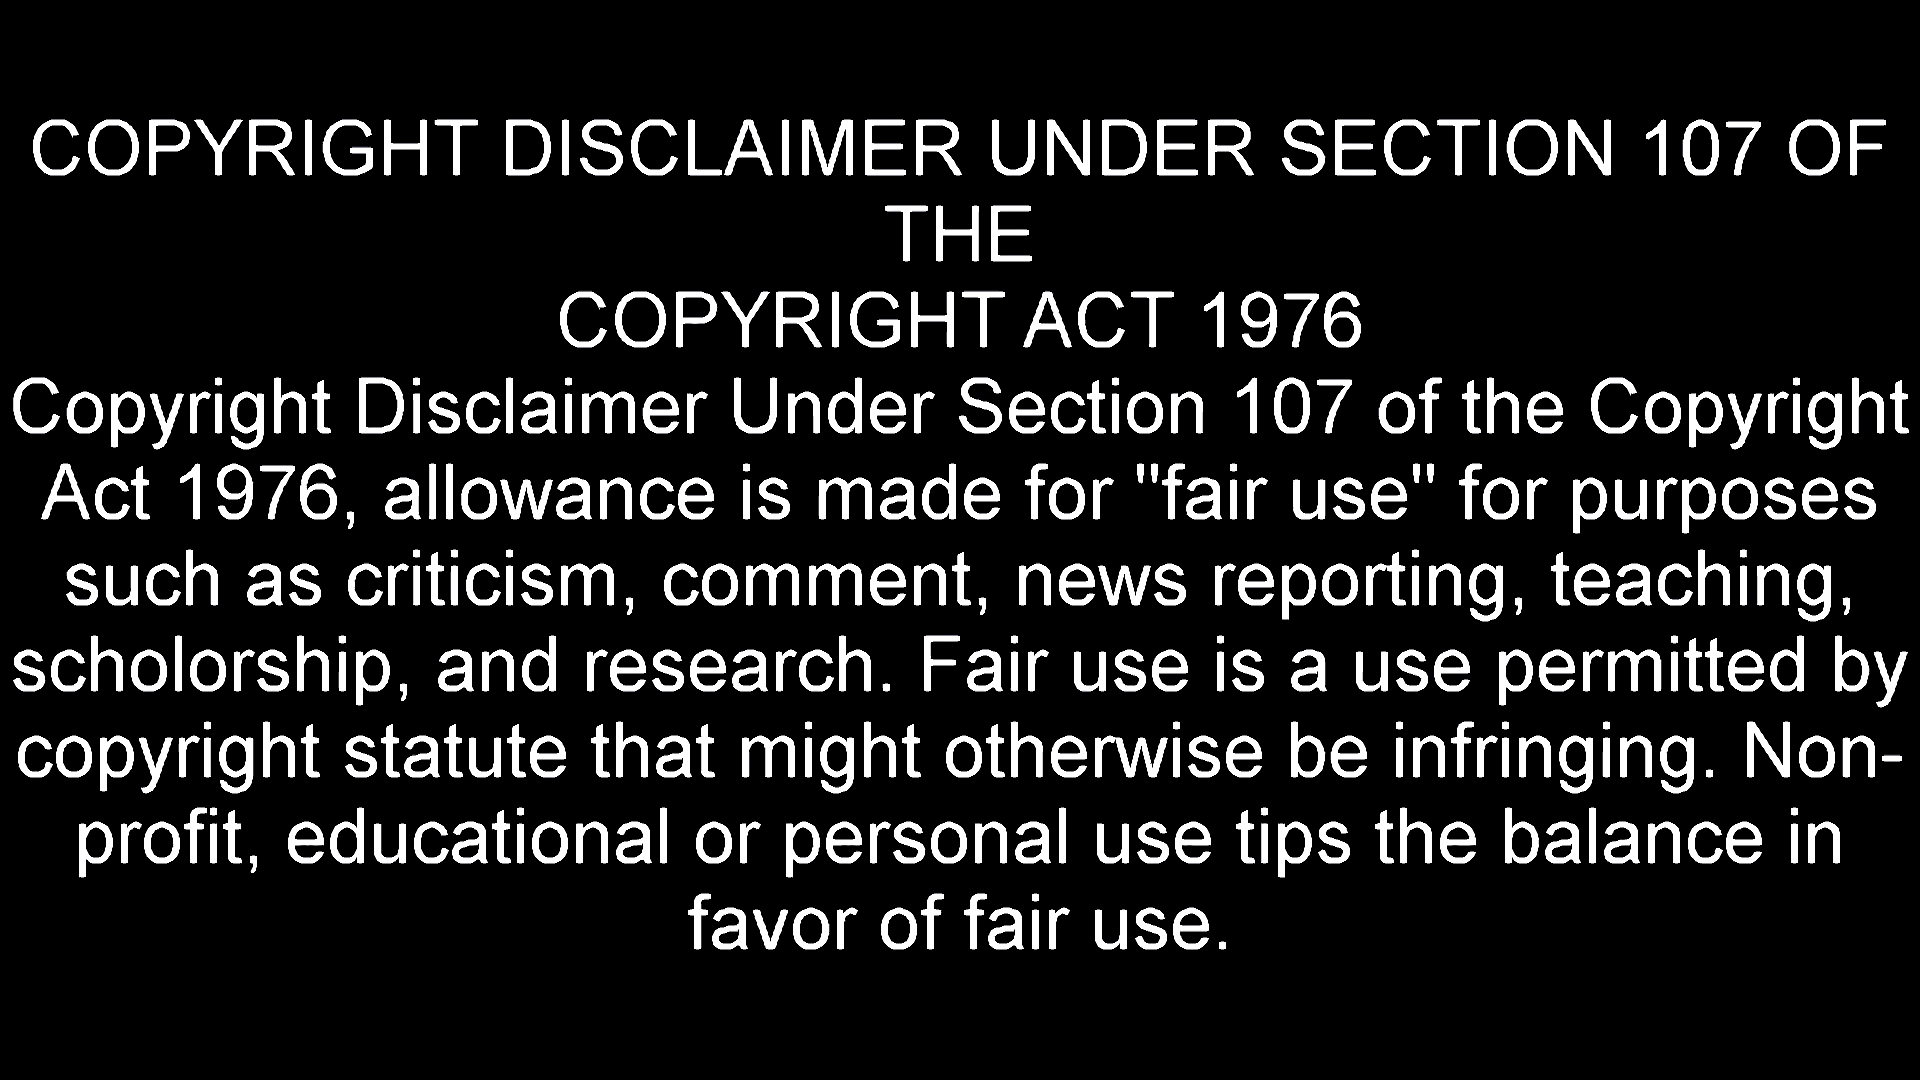 COPYRIGHT DISCLAIMER UNDER SECTION 107 OF
THE
COPYRIGHT ACT 1976
Copyright Disclaimer Under Section 107 of the Copyright
Act 1976, allowance is made for "fair use" for purposes
such as criticism, comment, news reporting, teaching,
scholorship, and research. Fair use is a use permitted by
copyright statute that might otherwise be infringing. Non-
profit, educational or personal use tips the balance in
favor of fair use.